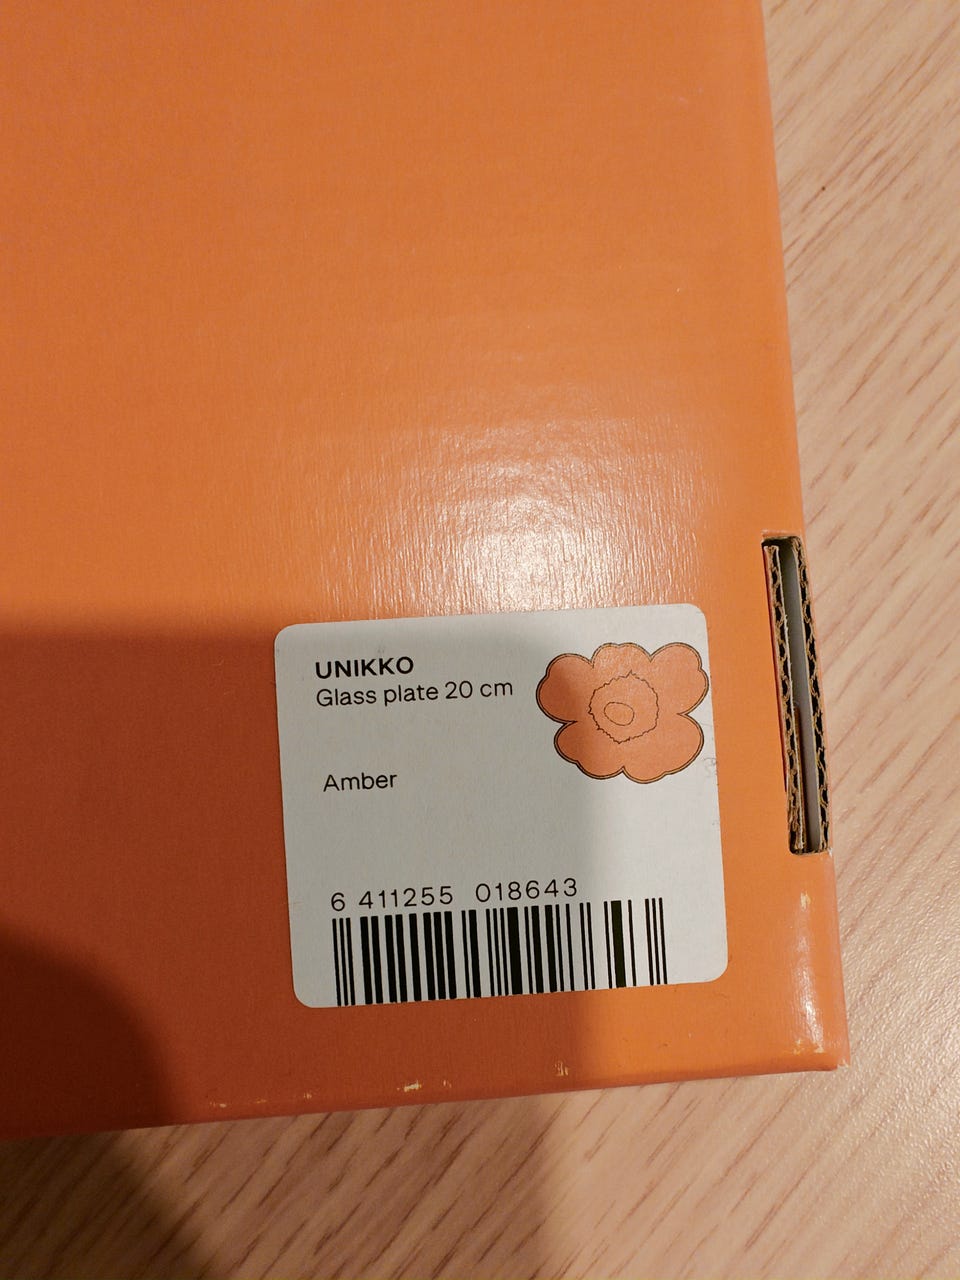 UNIKKO
Glass plate 20 cm
Amber
6 411255 018643